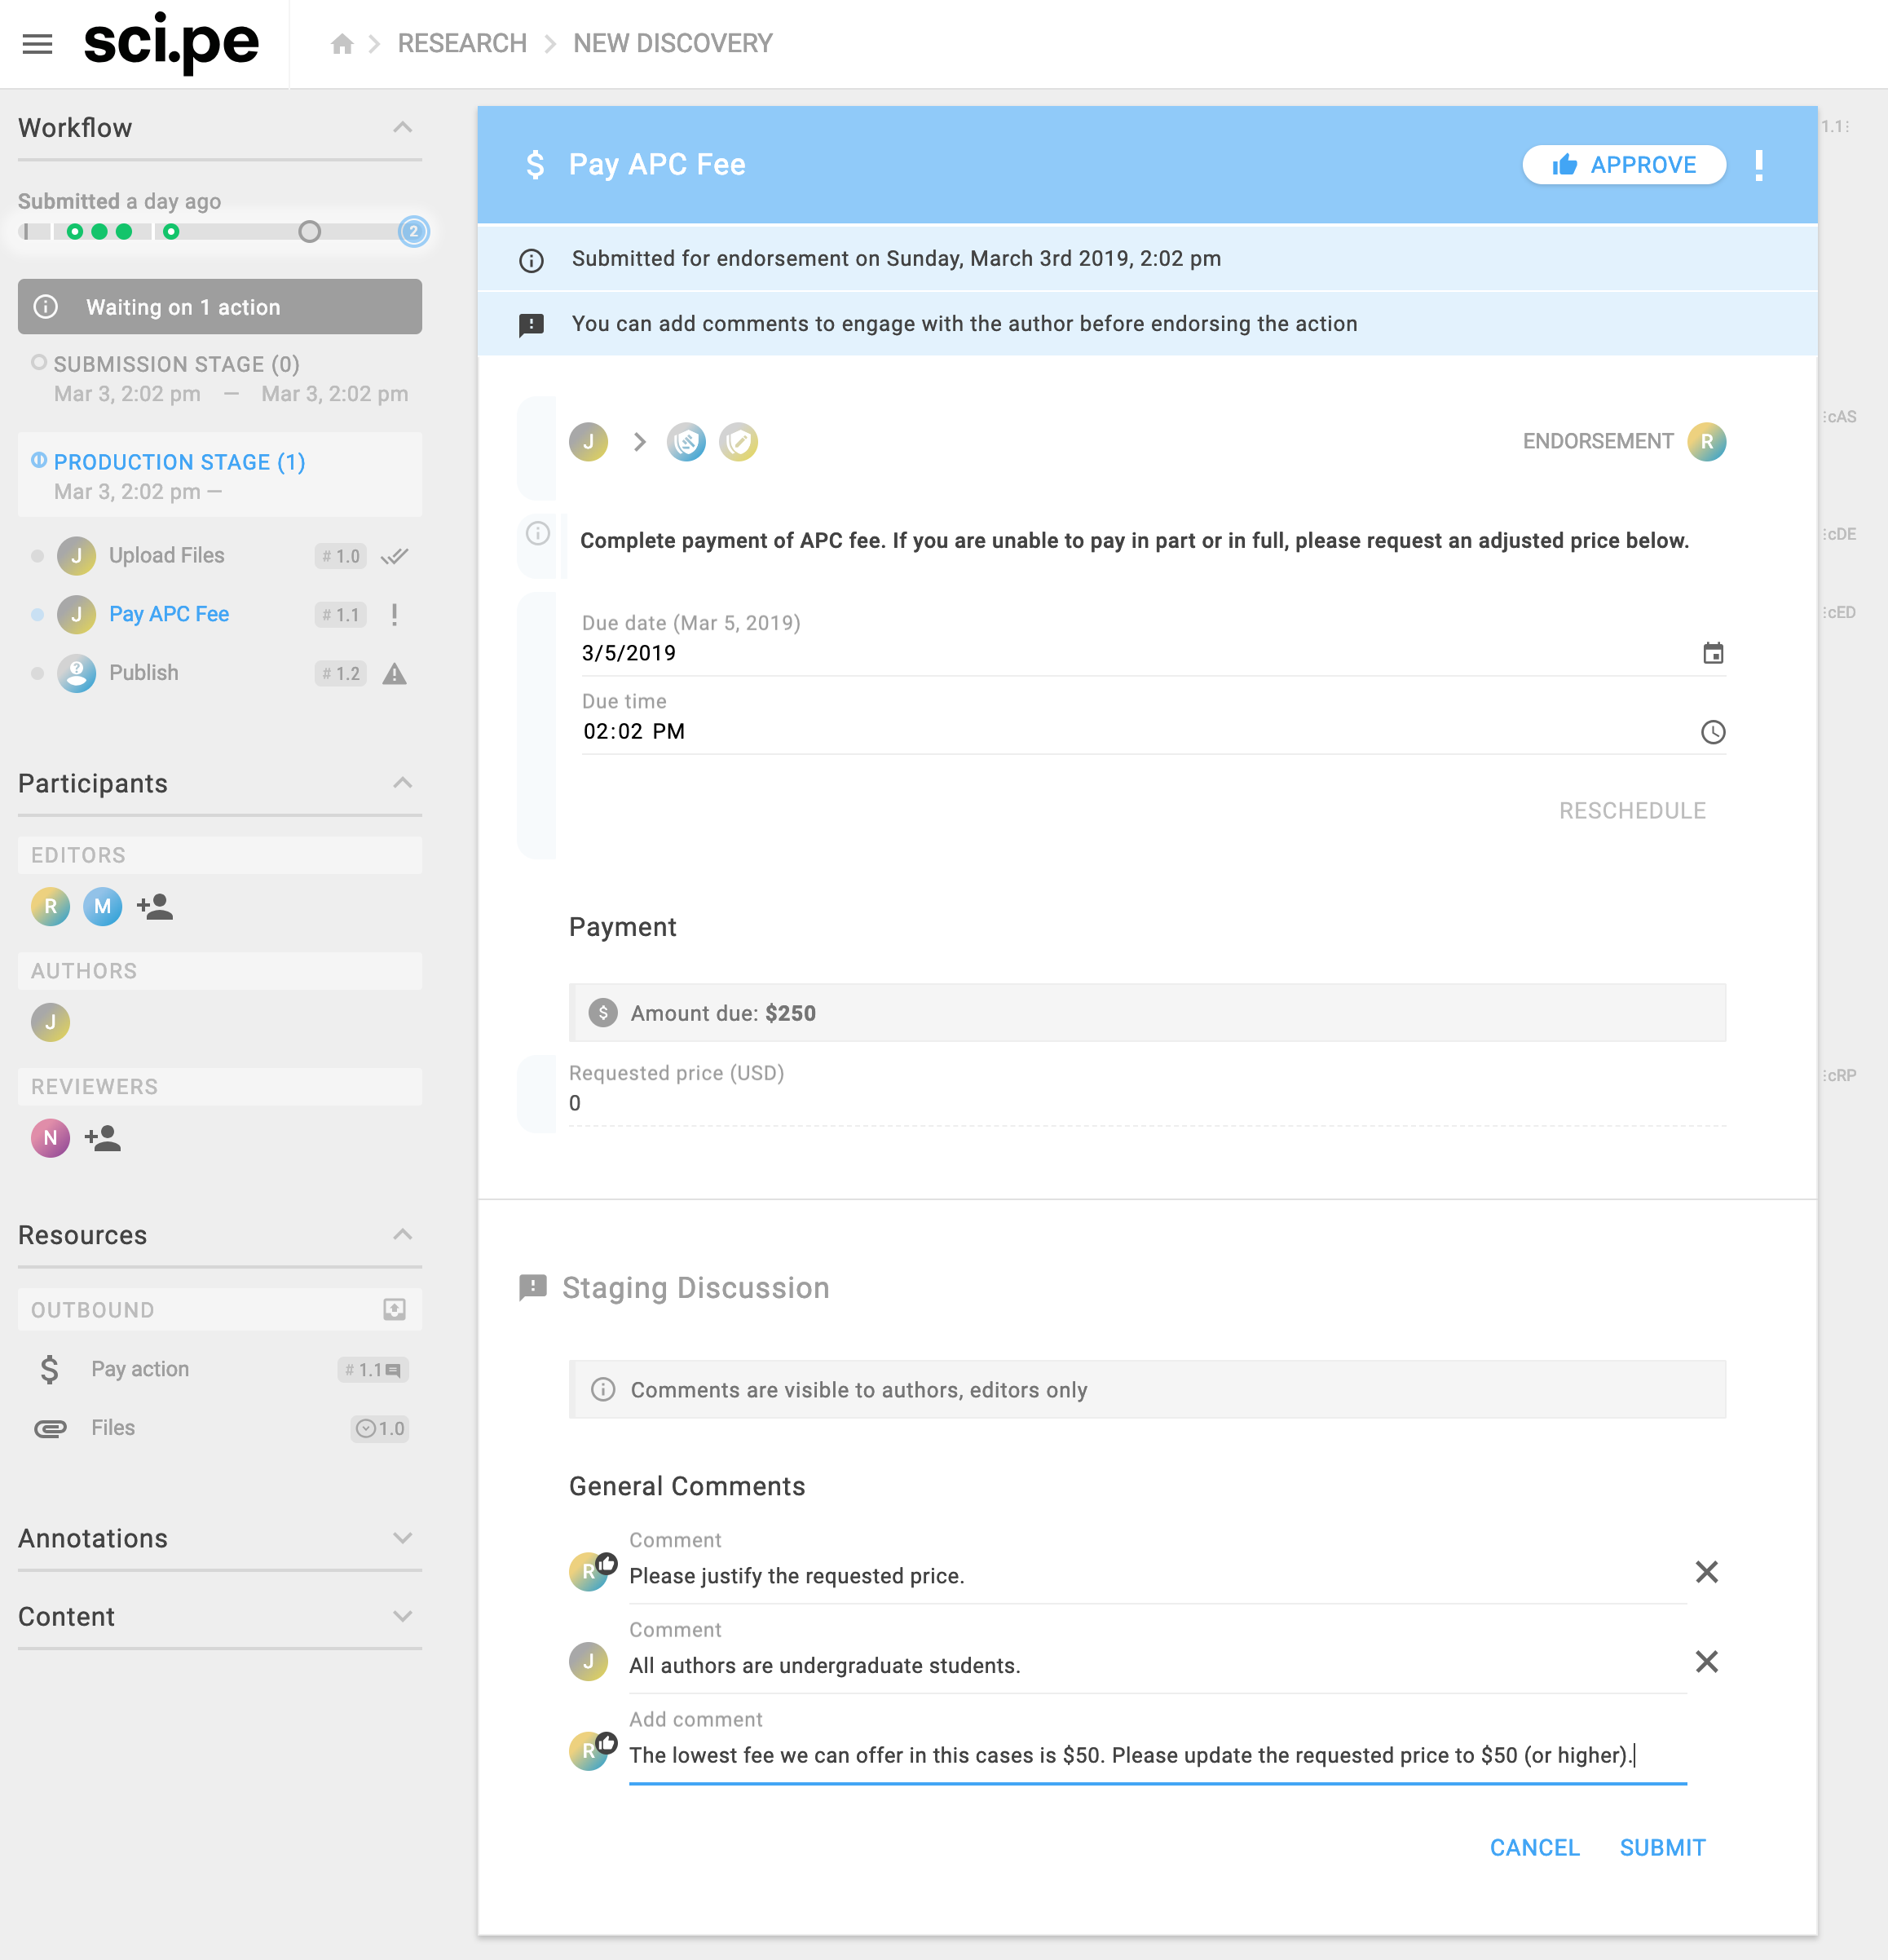 sci.pe
RESEARCH
NEW DISCOVERY
Workflow
Submitted a day ago
2
Waiting on 1 action
SUBMISSION STAGE (0)
Mar 3, 2:02 pm — Mar 3, 2:02 pm
PRODUCTION STAGE (1)
Mar 3, 2:02 pm —
J Upload Files # 1.0
J Pay APC Fee # 1.1
Publish # 1.2
Participants
EDITORS
R M
AUTHORS
J
REVIEWERS
N
Resources
OUTBOUND
$ Pay action # 1.1
Files 1.0
Annotations
Content
$ Pay APC Fee
APPROVE
1.1
Submitted for endorsement on Sunday, March 3rd 2019, 2:02 pm
You can add comments to engage with the author before endorsing the action
J
ENDORSEMENT R
cAS
Complete payment of APC fee. If you are unable to pay in part or in full, please request an adjusted price below.
cDE
Due date (Mar 5, 2019)
cED
3/5/2019
Due time
02:02 PM
RESCHEDULE
Payment
$ Amount due: $250
Requested price (USD)
cRP
0
Staging Discussion
Comments are visible to authors, editors only
General Comments
Comment
R Please justify the requested price.
Comment
J All authors are undergraduate students.
Add comment
R The lowest fee we can offer in this cases is $50. Please update the requested price to $50 (or higher).
CANCEL SUBMIT